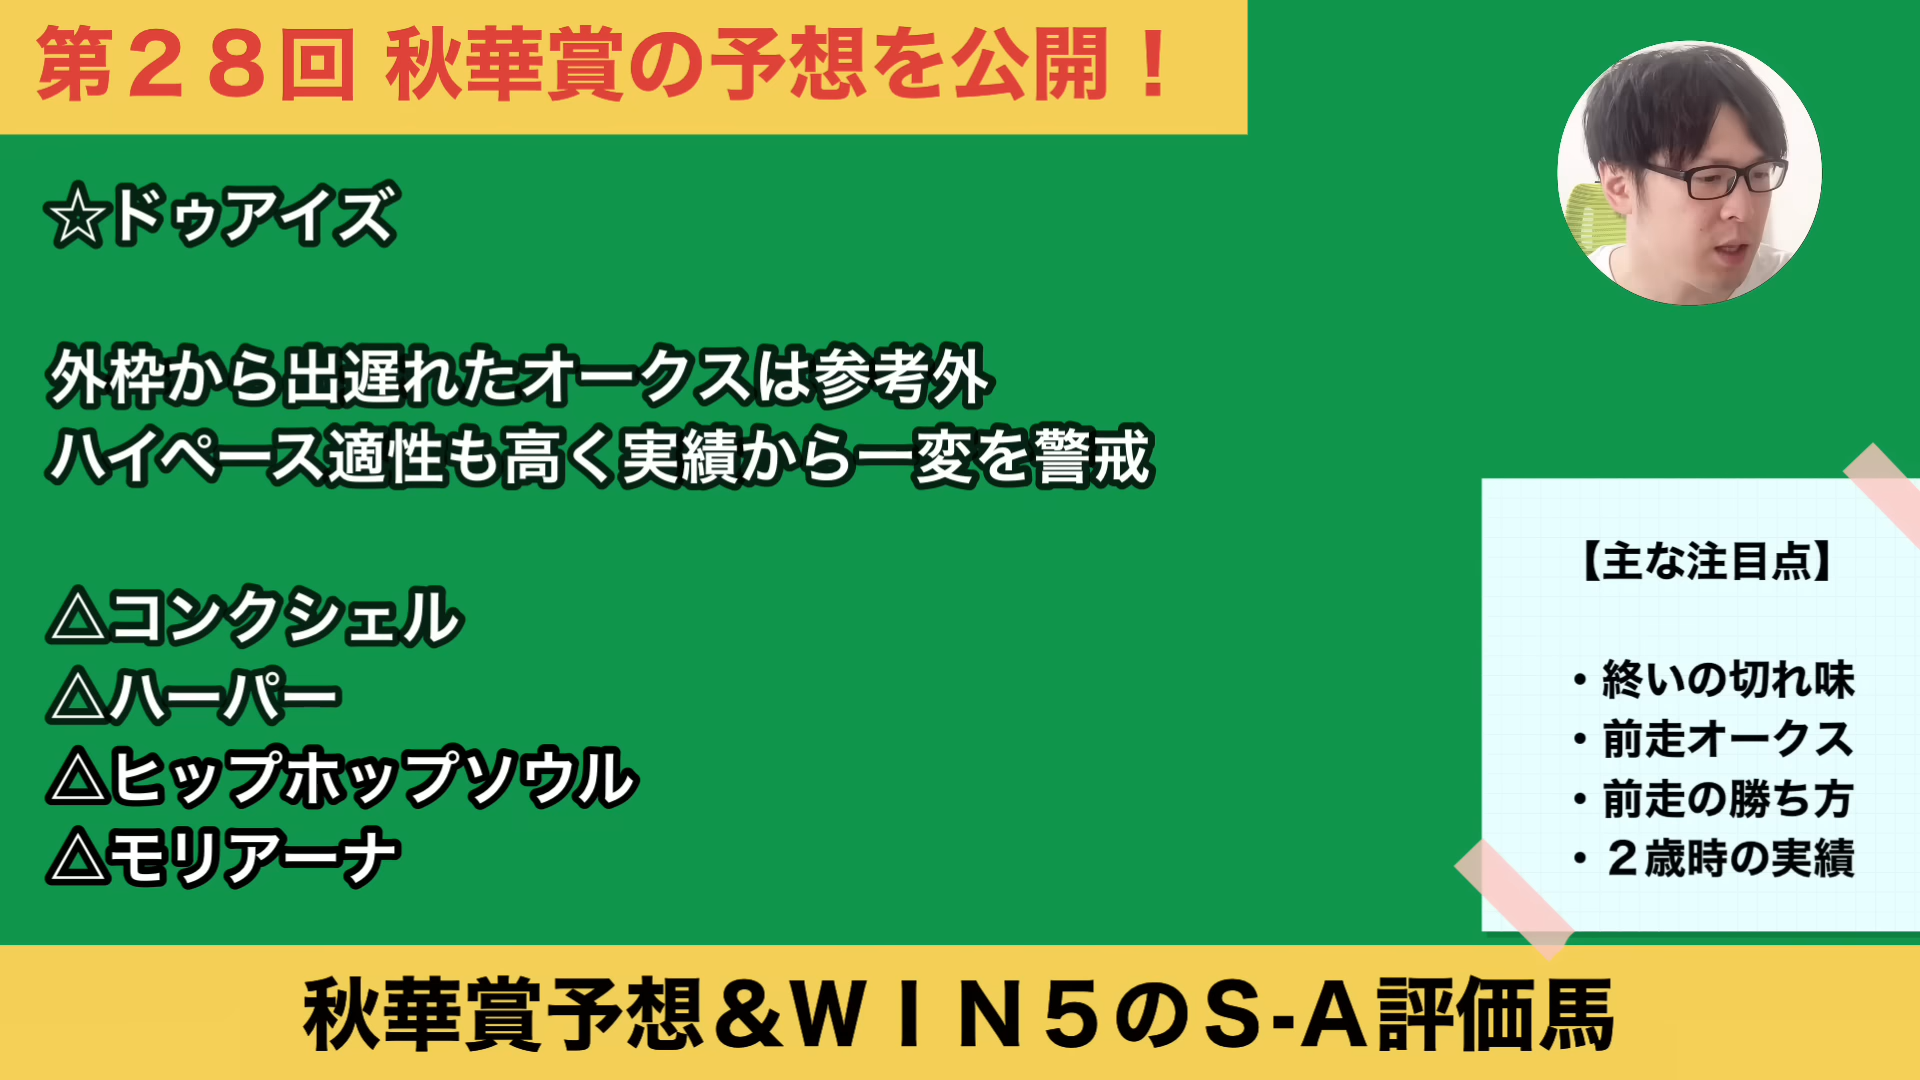 第２８回 秋華賞の予想を公開！
☆ドゥアイズ
外枠から出遅れたオークスは参考外
ハイペース適性も高く実績から一変を警戒
△コンクシェル
△ハーパー
△ヒップホップソウル
△モリアーナ
【主な注目点】
・終いの切れ味
・前走オークス
・前走の勝ち方
・２歳時の実績
秋華賞予想＆ＷＩＮ５のＳ-Ａ評価馬